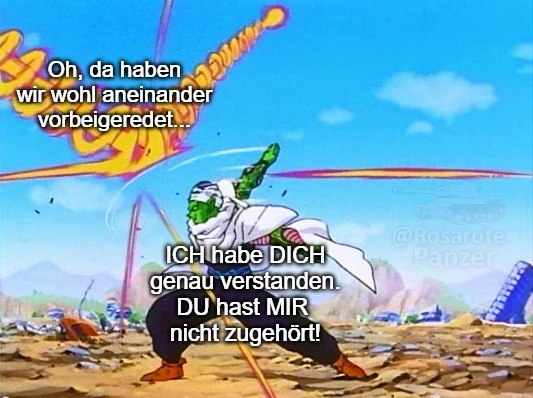 Oh, da haben
wir wohl aneinander
vorbeigeredet...
@Rosarote
Panzer
ICH habe DICH
genau verstanden.
DU hast MIR
nicht zugehört!